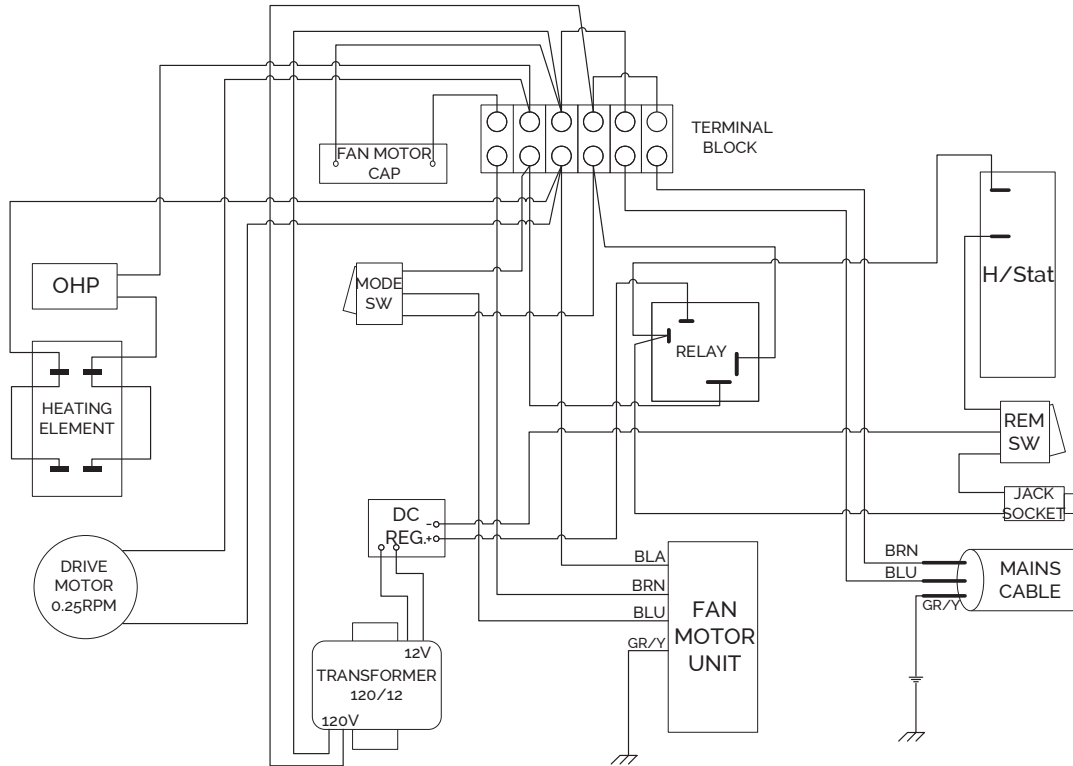 TERMINAL
BLOCK
FAN MOTOR
CAP
H/Stat
OHP
MODE
SW
RELAY
HEATING
ELEMENT
REM
SW
JACK
SOCKET
DC
REG.
-
+
DRIVE
MOTOR
0.25RPM
BLA
BRN
BLU
GR/Y
FAN
MOTOR
UNIT
BRN
BLU
GR/Y
MAINS
CABLE
12V
TRANSFORMER
120/12
120V